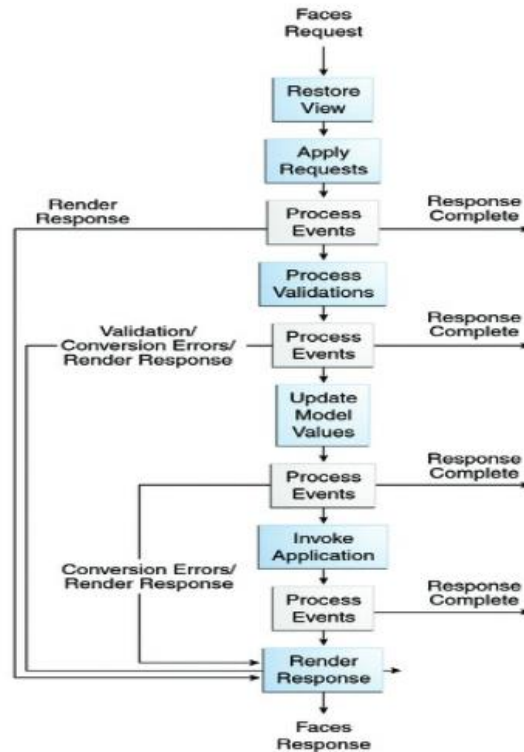 Faces
Request
Restore
View
Apply
Requests
Render
Response
Process
Events
Response
Complete
Process
Validations
Validation/
Conversion Errors/
Render Response
Process
Events
Response
Complete
Update
Model
Values
Process
Events
Response
Complete
Invoke
Application
Conversion Errors/
Render Response
Process
Events
Response
Complete
Render
Response
Faces
Response